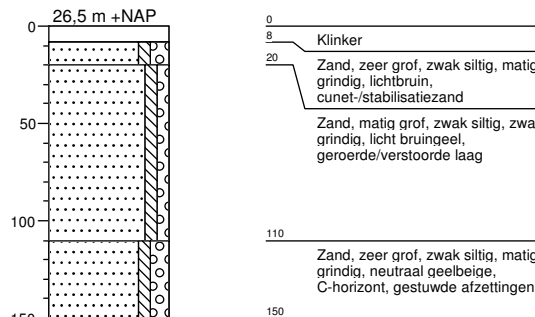 26,5 m +NAP
0
50
100
150
0
8
Klinker
20
Zand, zeer grof, zwak siltig, matig
grindig, lichtbruin,
cunet-/stabilisatiezand
Zand, matig grof, zwak siltig,
grindig, licht bruingeel,
geroerde/verstoorde laag
110
Zand, zeer grof, zwak siltig, matig
grindig, neutraal geelbeige,
C-horizont, gestuwde afzettingen
150